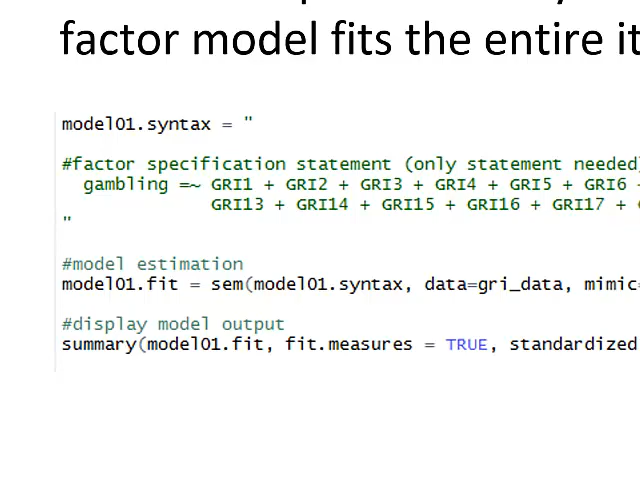 factor model fits the entire
model01.syntax = "
#factor specification statement (only statement needed)
gambling =~ GRI1 + GRI2 + GRI3 + GRI4 + GRI5 + GRI6
GRI13 + GRI14 + GRI15 + GRI16 + GRI17 +
"
#model estimation
model01.fit = sem(model01.syntax, data=gri_data, mimic=
#display model output
summary(model01.fit, fit.measures = TRUE, standardized